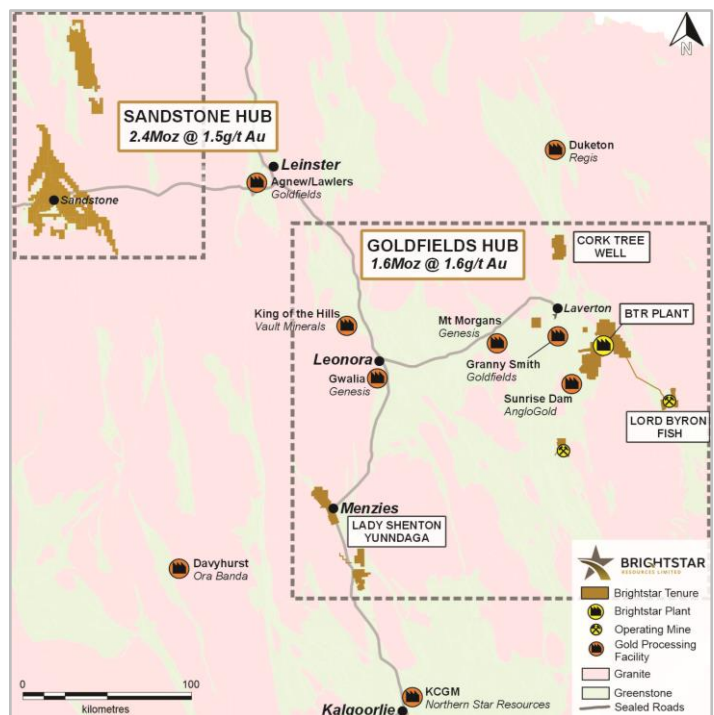 N
SANDSTONE HUB
2.4Moz @ 1.5g/t Au
Leinster
Agnew/Lawlers
Goldfields
Sandstone
Duketon
Regis
GOLDFIELDS HUB
1.6Moz @ 1.6g/t Au
CORK TREE
WELL
King of the Hills
Vault Minerals
Laverton
Mt Morgans
Genesis
BTR PLANT
Leonora
Granny Smith
Goldfields
Gwalia
Genesis
Sunrise Dam
AngloGold
LORD BYRON
FISH
Menzies
LADY SHENTON
YUNNDAGA
Davyhurst
Ora Banda
KCGM
Northern Star Resources
Kalgoorlie
BRIGHTSTAR
RESOURCES LIMITED
Brightstar Tenure
Brightstar Plant
Operating Mine
Gold Processing
Facility
Granite
Greenstone
Sealed Roads
0 100
kilometres